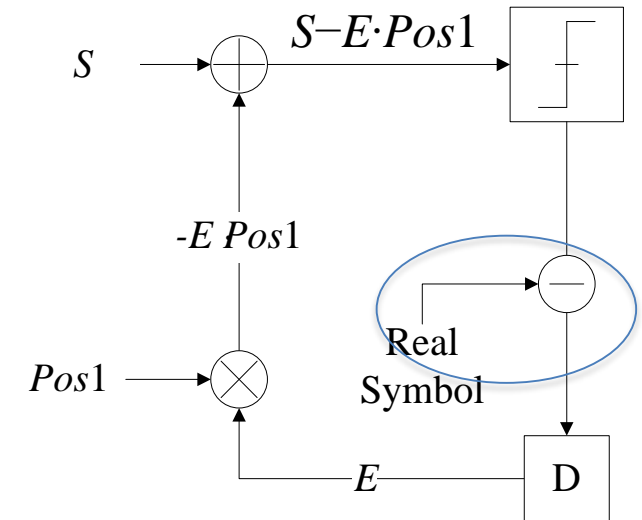 S
S−E·Pos1
-E Pos1
Real
Symbol
Pos1
E
D